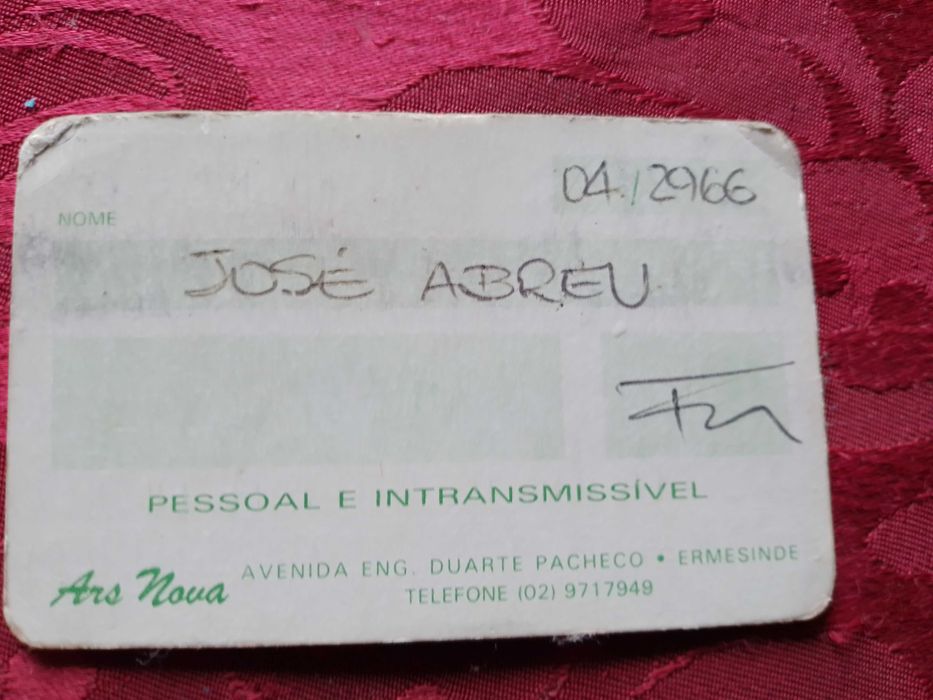 04/2966
NOME
JOSÉ ABREU
PESSOAL E INTRANSMISSÍVEL
Ars Nova
AVENIDA ENG. DUARTE PACHECO • ERMESINDE
TELEFONE (02) 9717949